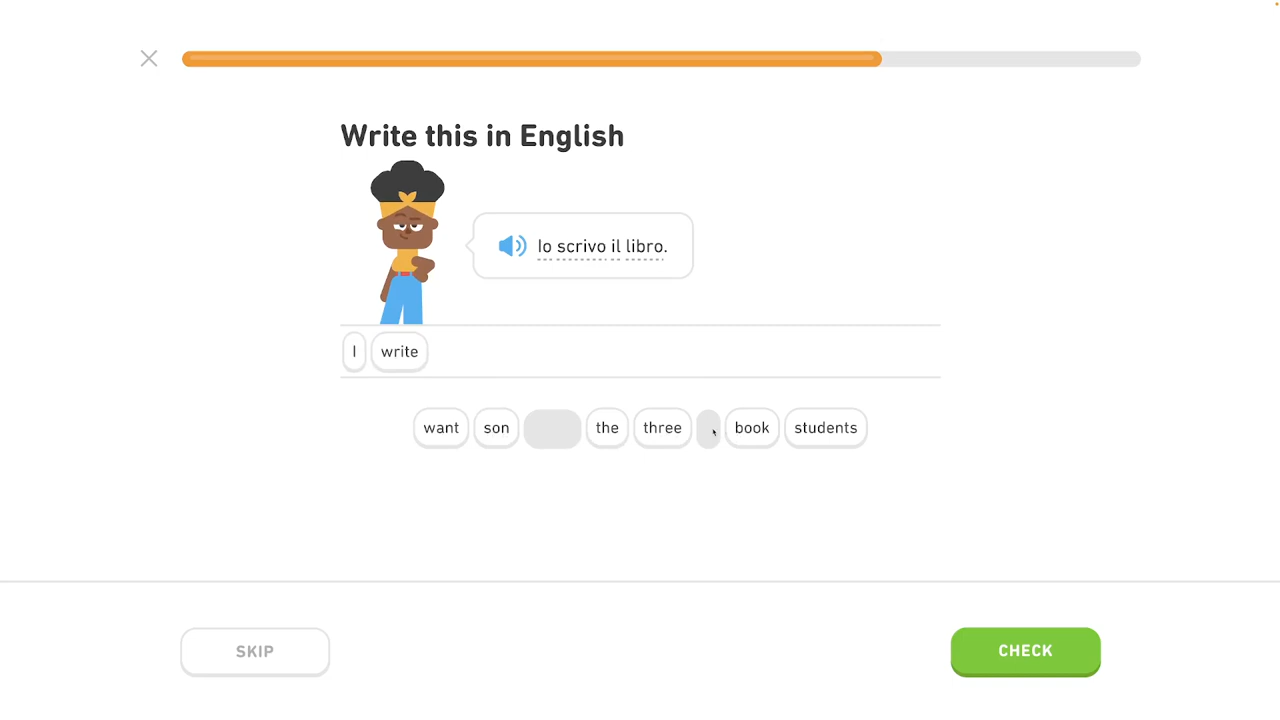 Write this in English
Io scrivo il libro.
I write
want son the three book students
SKIP CHECK